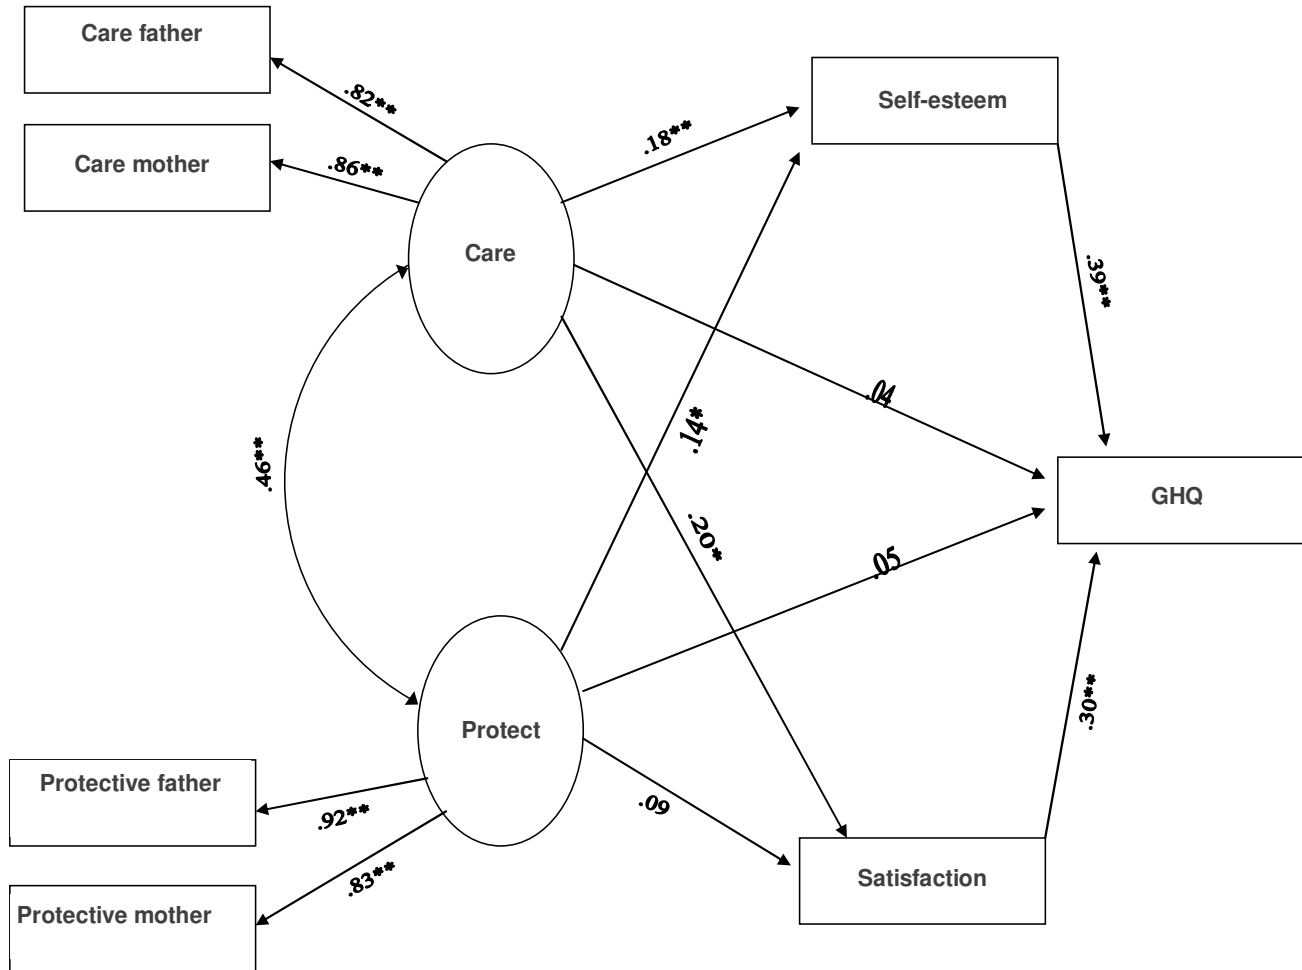 Care father
.82**
Self-esteem
.18**
Care mother
.86**
Care
.39**
.04
.14*
.46**
GHQ
.20*
.05
Protect
.30**
Protective father
.92**
.09
.83**
Satisfaction
Protective mother